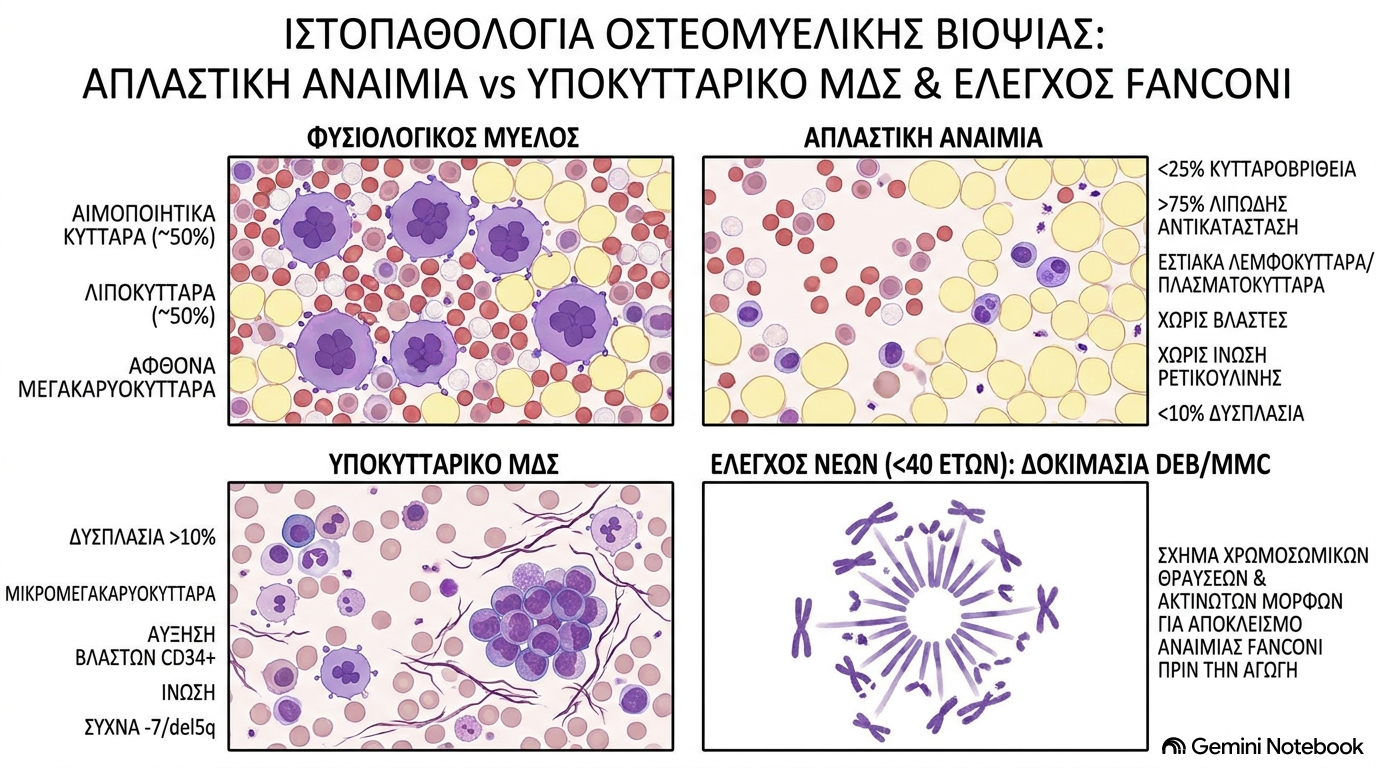 ΙΣΤΟΠΑΘΟΛΟΓΙΑ ΟΣΤΕΟΜΥΕΛΙΚΗΣ ΒΙΟΨΙΑΣ:
ΑΠΛΑΣΤΙΚΗ ΑΝΑΙΜΙΑ vs ΥΠΟΚΥΤΤΑΡΙΚΟ ΜΔΣ & ΕΛΕΓΧΟΣ FANCONI
ΦΥΣΙΟΛΟΓΙΚΟΣ ΜΥΕΛΟΣ
ΑΙΜΟΠΟΙΗΤΙΚΑ
ΚΥΤΤΑΡΑ (~50%)
ΛΙΠΟΚΥΤΤΑΡΑ
(~50%)
ΑΦΘΟΝΑ
ΜΕΓΑΚΑΡΥΟΚΥΤΤΑΡΑ
ΑΠΛΑΣΤΙΚΗ ΑΝΑΙΜΙΑ
<25% ΚΥΤΤΑΡΟΒΡΙΘΕΙΑ
>75% ΛΙΠΩΔΗΣ
ΑΝΤΙΚΑΤΑΣΤΑΣΗ
ΕΣΤΙΑΚΑ ΛΕΜΦΟΚΥΤΤΑΡΑ/
ΠΛΑΣΜΑΤΟΚΥΤΤΑΡΑ
ΧΩΡΙΣ ΒΛΑΣΤΕΣ
ΧΩΡΙΣ ΙΝΩΣΗ
ΡΕΤΙΚΟΥΛΙΝΗΣ
<10% ΔΥΣΠΛΑΣΙΑ
ΥΠΟΚΥΤΤΑΡΙΚΟ ΜΔΣ
ΔΥΣΠΛΑΣΙΑ >10%
ΜΙΚΡΟΜΕΓΑΚΑΡΥΟΚΥΤΤΑΡΑ
ΑΥΞΗΣΗ
ΒΛΑΣΤΩΝ CD34+
ΙΝΩΣΗ
ΣΥΧΝΑ -7/del5q
ΕΛΕΓΧΟΣ ΝΕΩΝ (<40 ΕΤΩΝ): ΔΟΚΙΜΑΣΙΑ DEB/MMC
ΣΧΗΜΑ ΧΡΩΜΟΣΩΜΙΚΩΝ
ΘΡΑΥΣΕΩΝ &
ΑΚΤΙΝΩΤΩΝ ΜΟΡΦΩΝ
ΓΙΑ ΑΠΟΚΛΕΙΣΜΟ
ΑΝΑΙΜΙΑΣ FANCONI
ΠΡΙΝ ΤΗΝ ΑΓΩΓΗ
Gemini Notebook